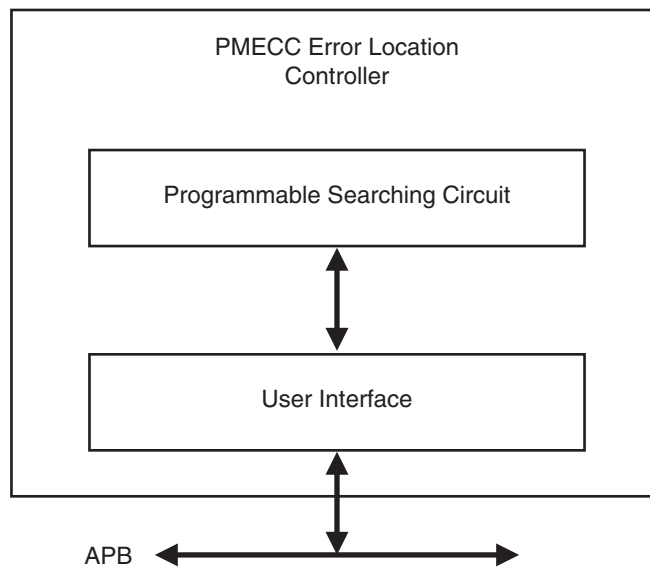 PMECC Error Location
Controller
Programmable Searching Circuit
User Interface
APB